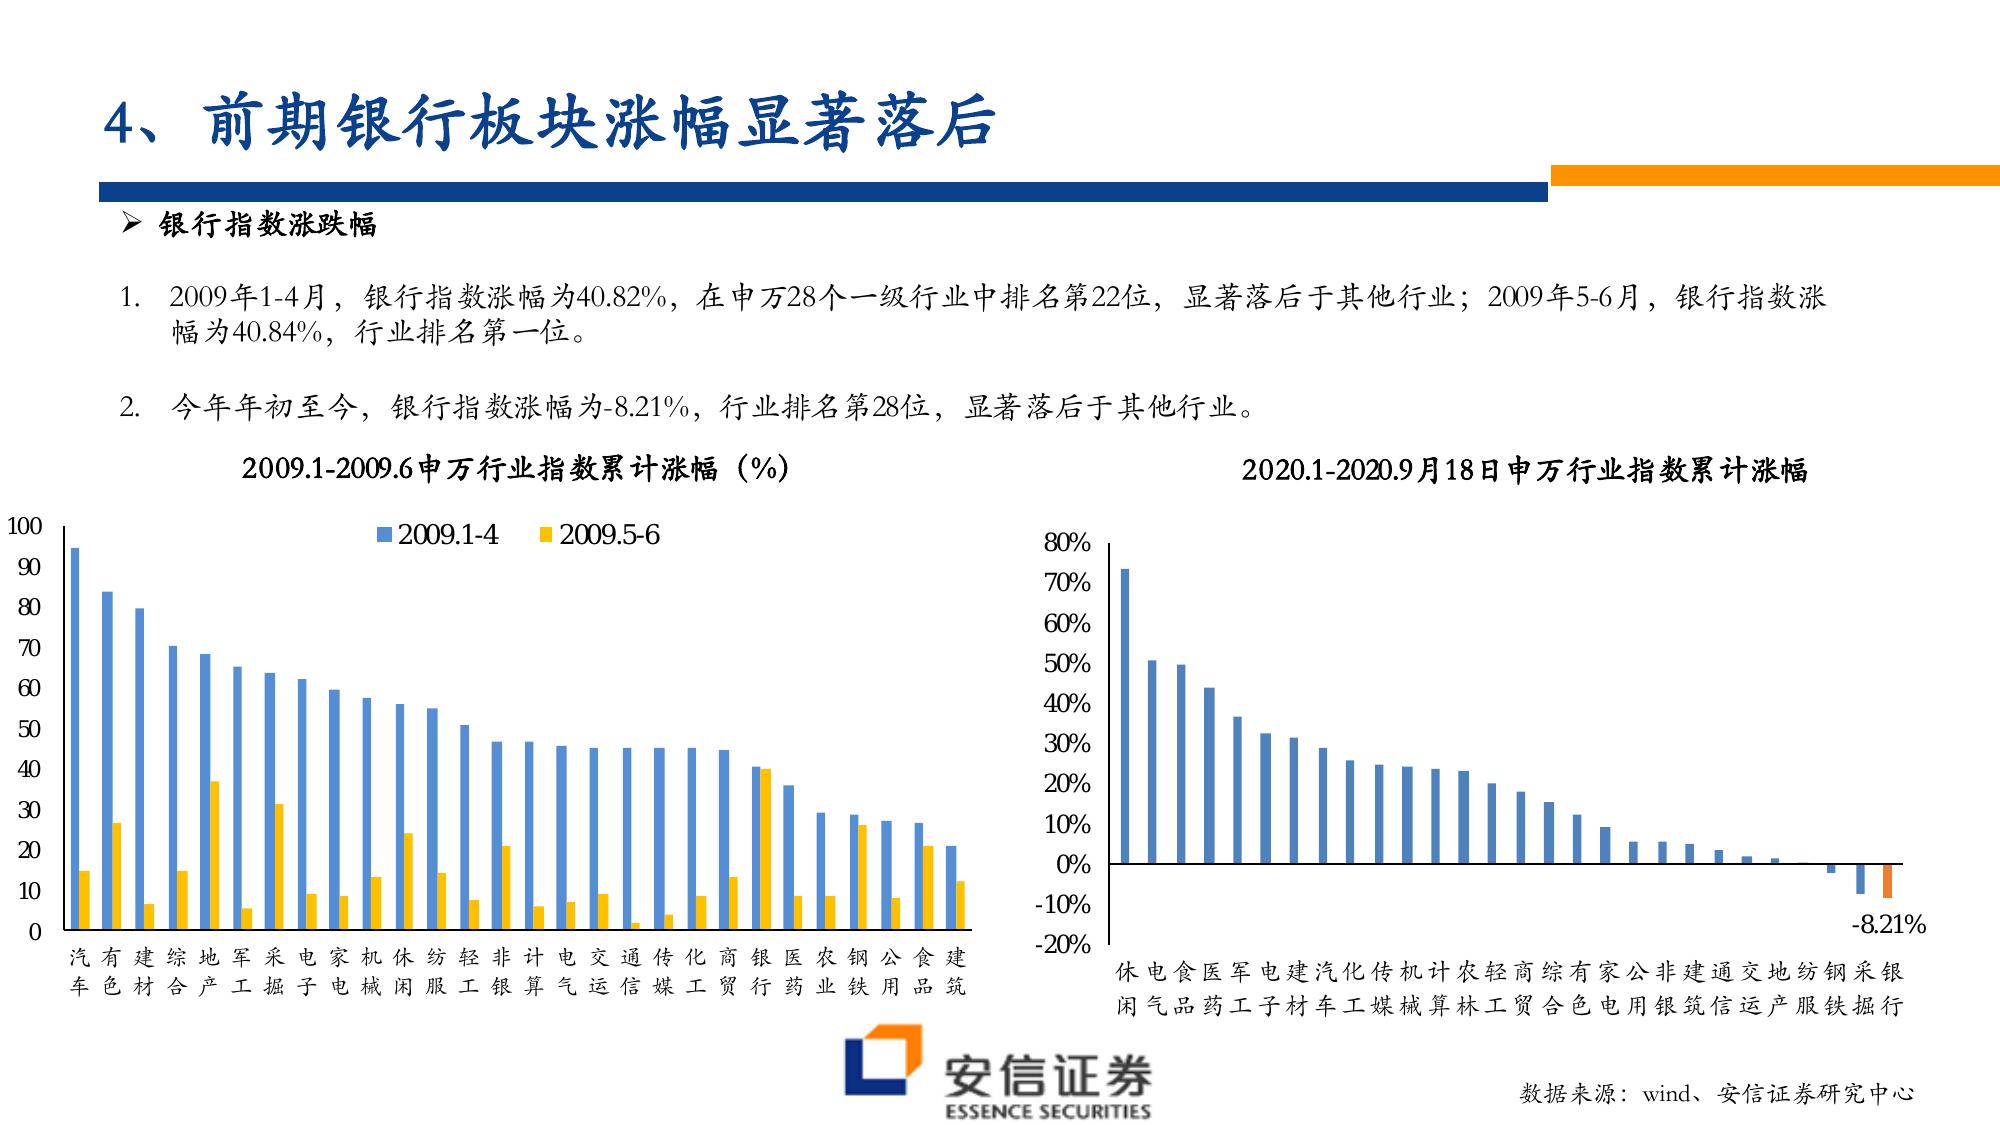 4、前期银行板块涨幅显著落后
➢ 银行指数涨跌幅
1. 2009年1-4月，银行指数涨幅为40.82%，在申万28个一级行业中排名第22位，显著落后于其他行业；2009年5-6月，银行指数涨
幅为40.84%，行业排名第一位。
2. 今年年初至今，银行指数涨幅为-8.21%，行业排名第28位，显著落后于其他行业。
2009.1-2009.6申万行业指数累计涨幅（%）
2009.1-4 2009.5-6
100
90
80
70
60
50
40
30
20
10
0
汽 有 建 综 地 军 采 电 家 机 休 纺 轻 非 计 电 交 通 传 化 商 银 医 农 钢 公 食 建
车 色 材 合 产 工 掘 子 电 械 闲 服 工 银 算 气 运 信 媒 工 贸 行 药 业 铁 用 品 筑
2020.1-2020.9月18日申万行业指数累计涨幅
80%
70%
60%
50%
40%
30%
20%
10%
0%
-10%
-20%
-8.21%
休 电 食 医 军 电 建 汽 化 传 机 计 农 轻 商 综 有 家 公 非 建 通 交 地 纺 钢 采 银
闲 气 品 药 工 子 材 车 工 媒 械 算 林 工 贸 合 色 电 用 银 筑 信 运 产 服 铁 掘 行
安信证券
ESSENCE SECURITIES
数据来源：wind、安信证券研究中心